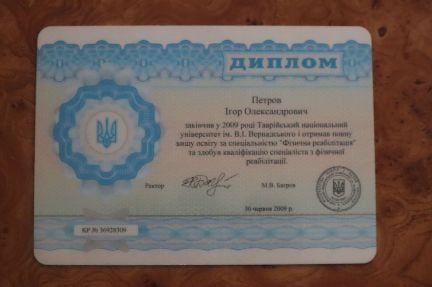 ДИПЛОМ
Петров
Ігор Олександрович
закінчив у 2009 році Таврійський національний
університет ім. В.І. Вернадського і отримав повну
вищу освіту за спеціальністю "Фізична реабілітація"
та здобув кваліфікацію спеціаліста з фізичної
реабілітації.
Ректор М.В. Багров
30 червня 2009 р.
КР № 36928309